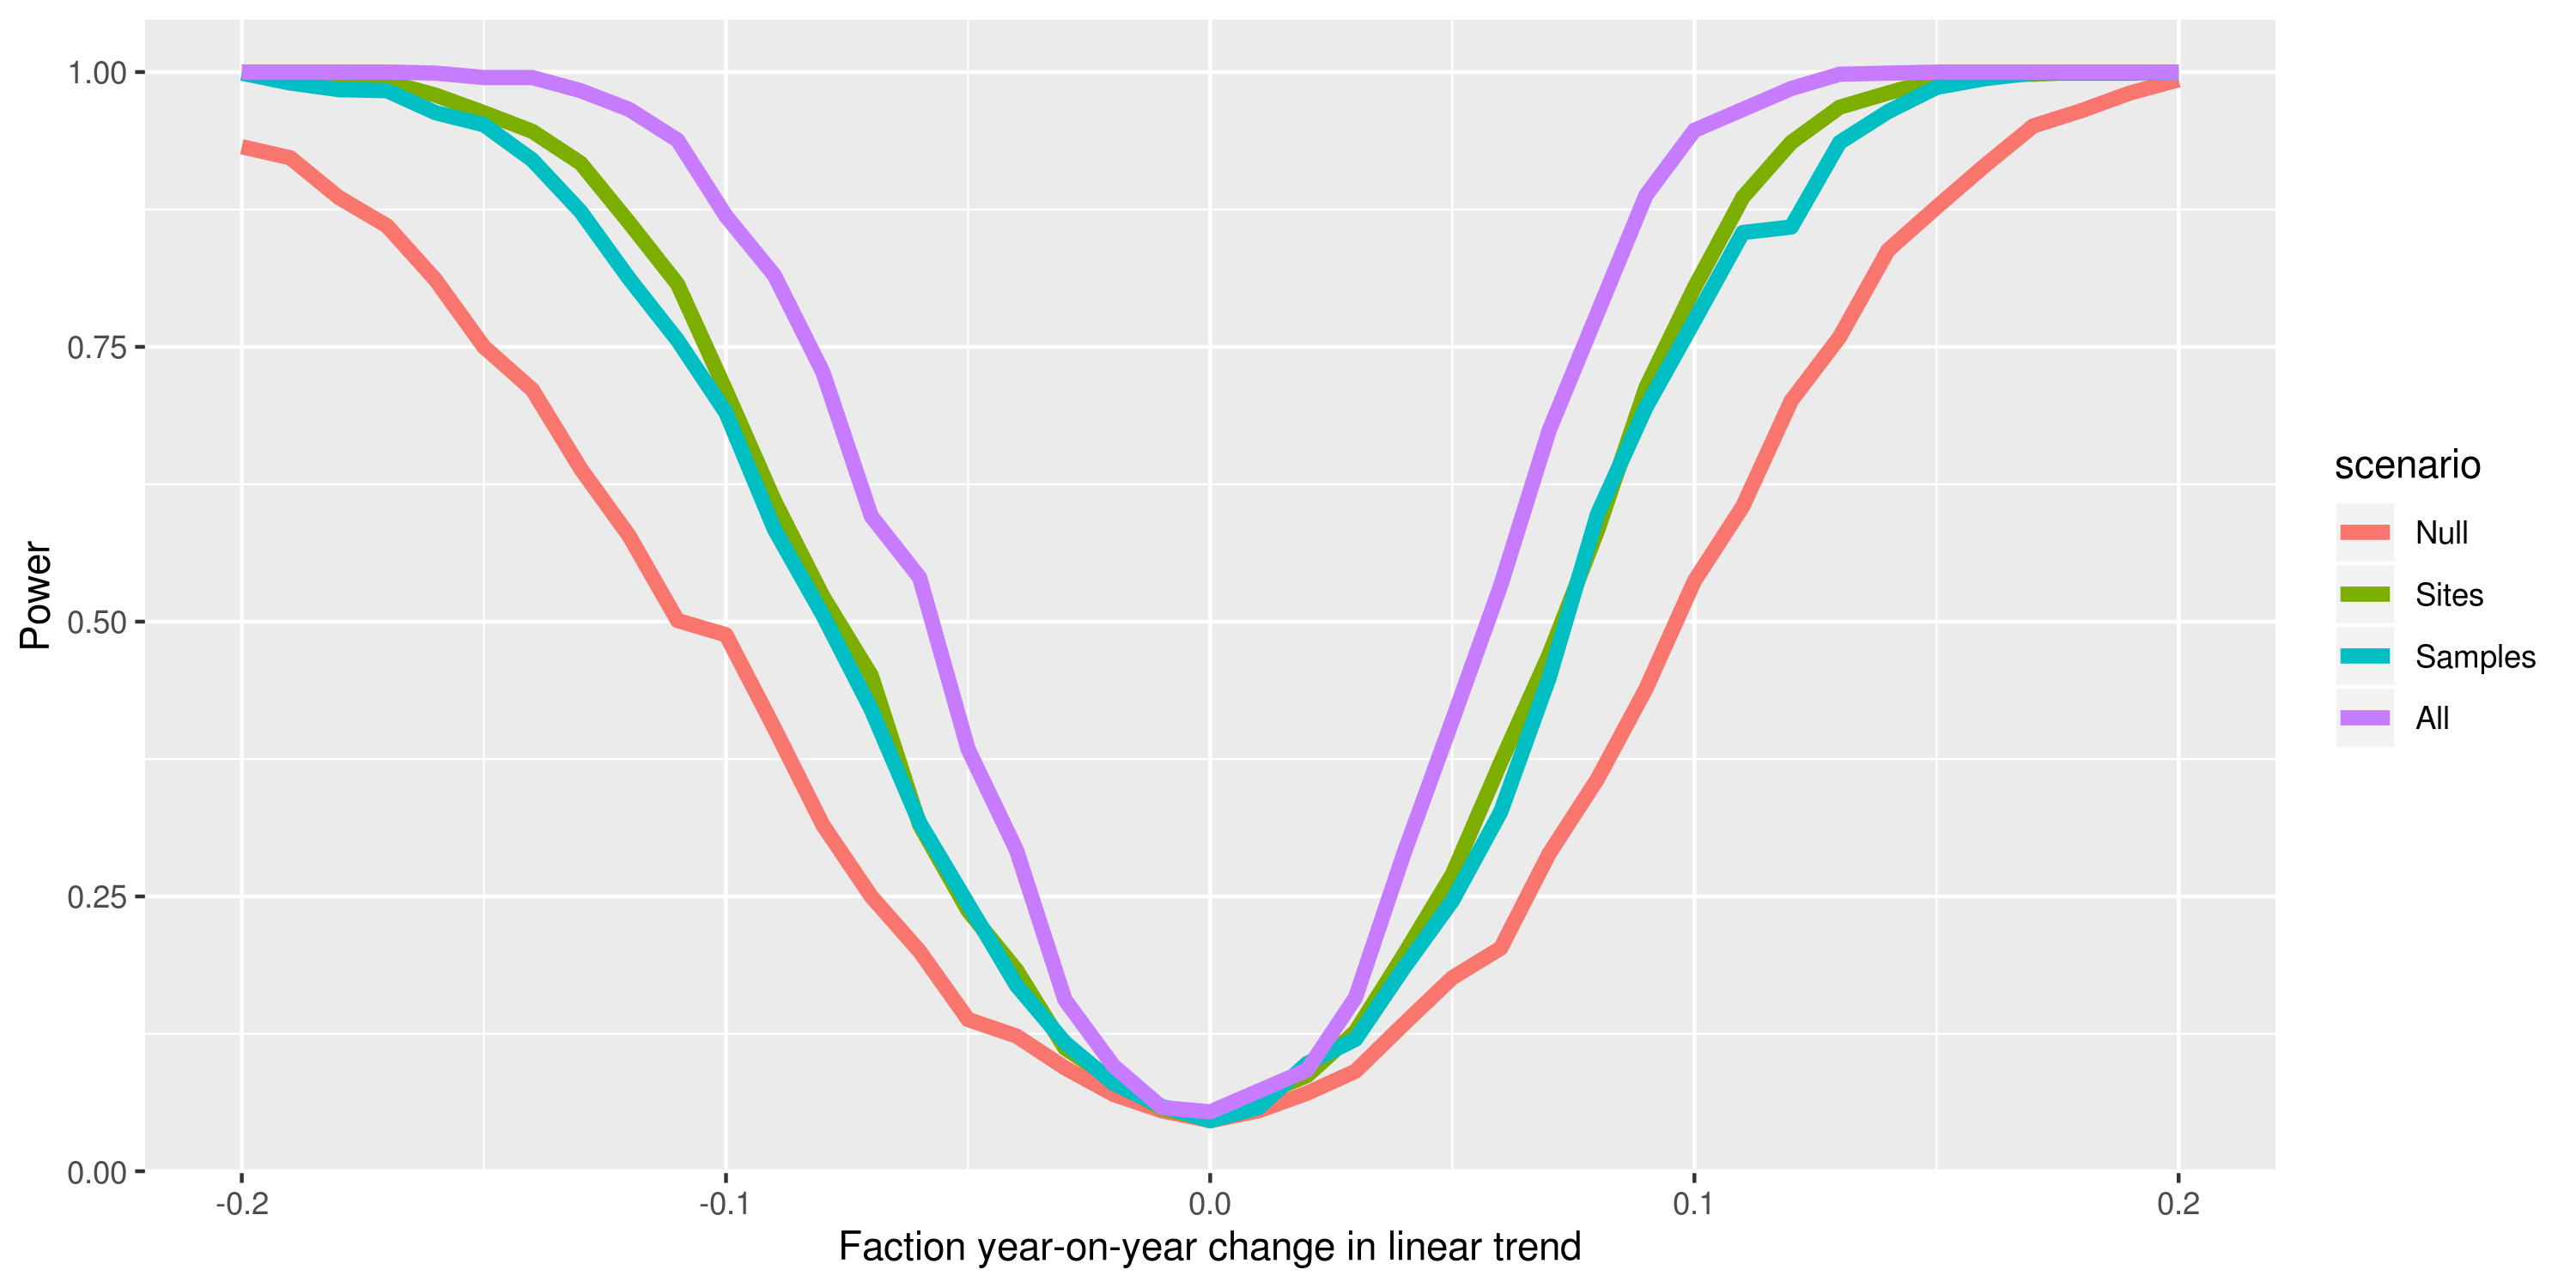 1.00
0.75
0.50
0.25
0.00
Power
-0.2
-0.1
0.0
0.1
0.2
Faction year-on-year change in linear trend
scenario
Null
Sites
Samples
All